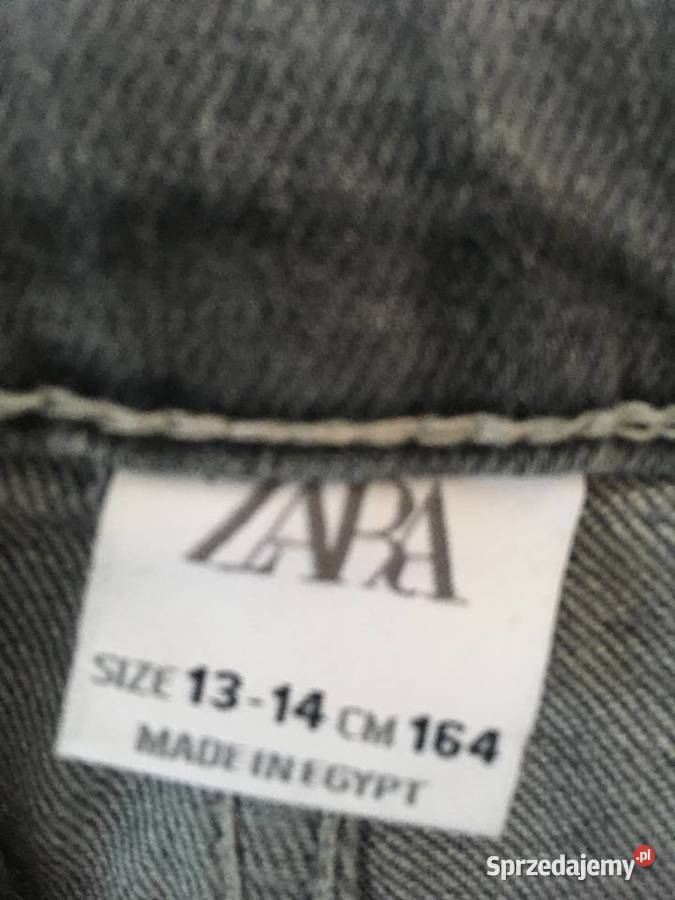 ZARA
SIZE 13-14 CM 164
MADE IN EGYPT
Sprzedajemy.pl